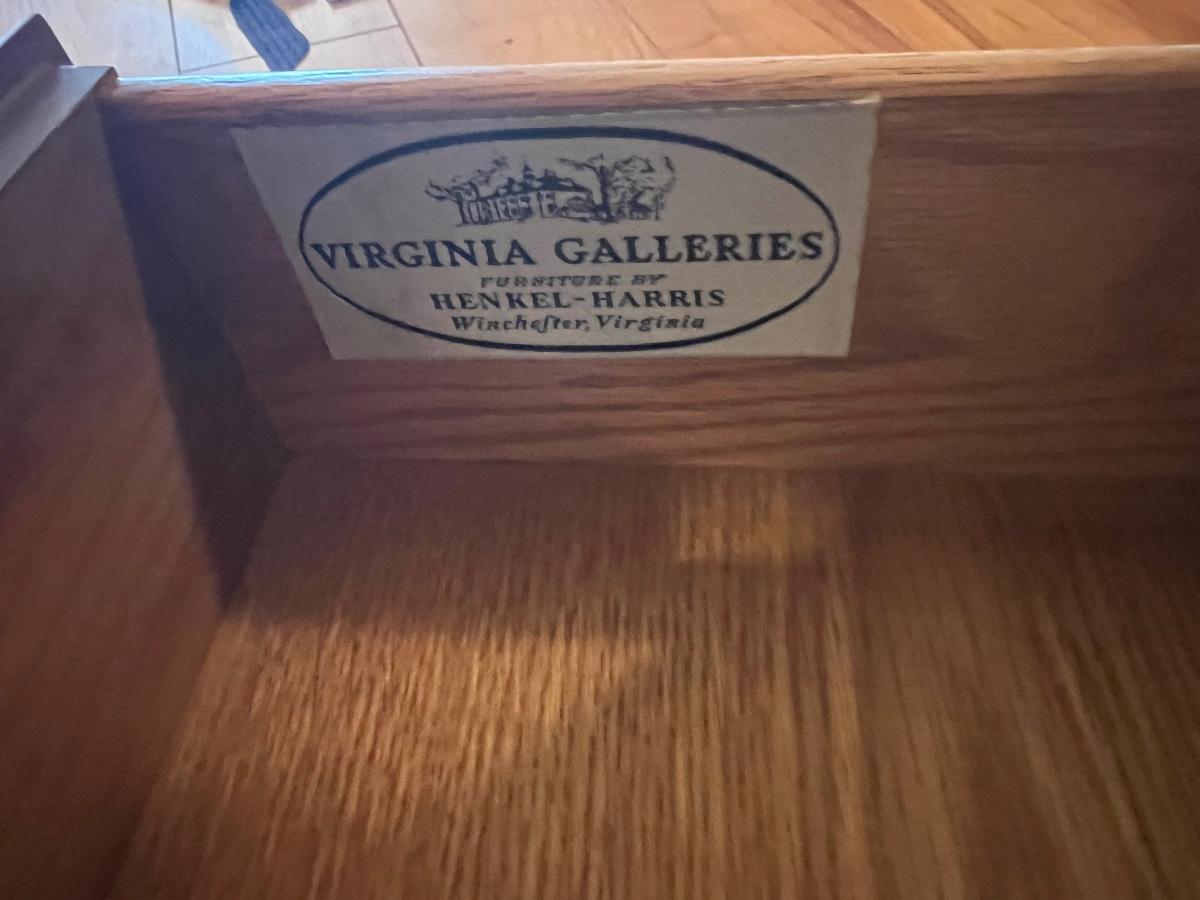 VIRGINIA GALLERIES
FURNITURE BY
HENKEL-HARRIS
Winchester, Virginia